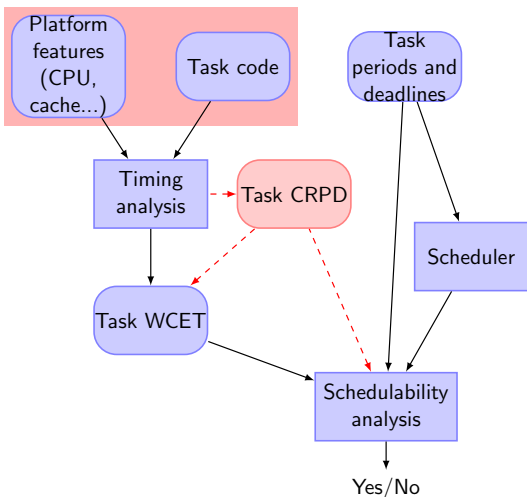 Platform
features
(CPU,
cache...)
Task code
Task
periods and
deadlines
Timing
analysis
Task CRPD
Scheduler
Task WCET
Schedulability
analysis
Yes/No